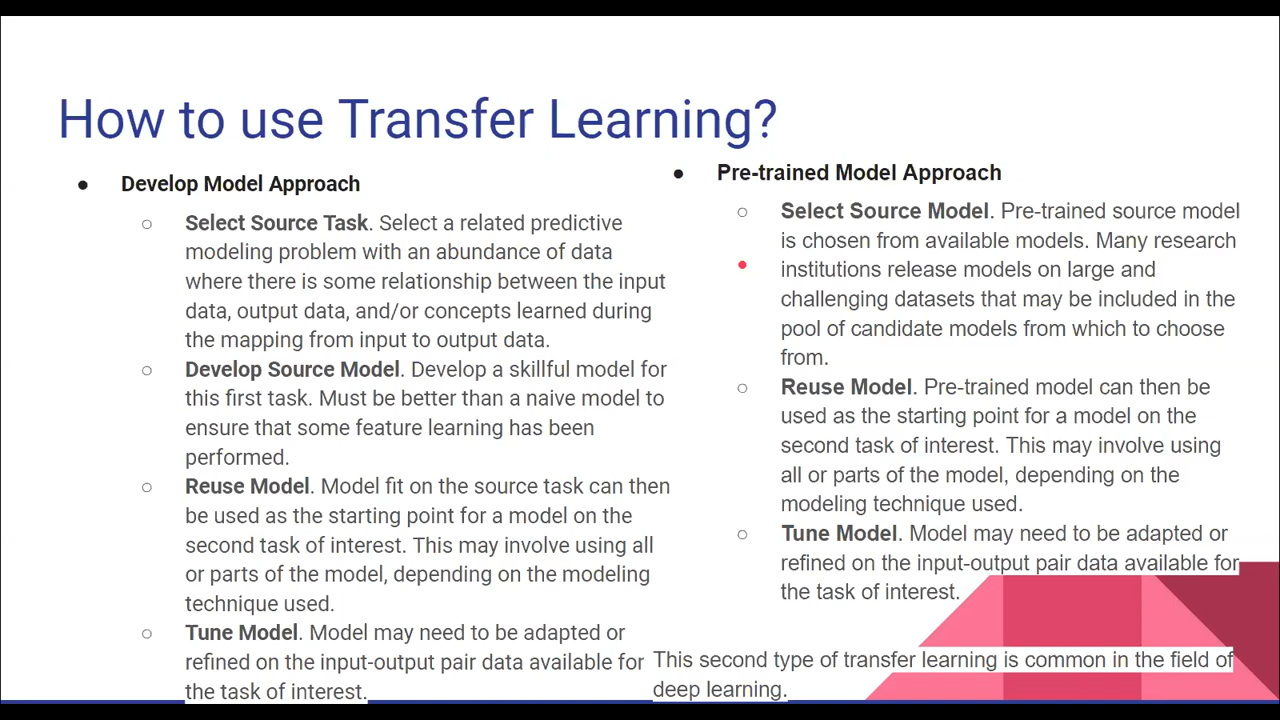 How to use Transfer Learning?
● Develop Model Approach
○ Select Source Task. Select a related predictive
modeling problem with an abundance of data
where there is some relationship between the input
data, output data, and/or concepts learned during
the mapping from input to output data.
○ Develop Source Model. Develop a skillful model for
this first task. Must be better than a naive model to
ensure that some feature learning has been
performed.
○ Reuse Model. Model fit on the source task can then
be used as the starting point for a model on the
second task of interest. This may involve using all
or parts of the model, depending on the modeling
technique used.
○ Tune Model. Model may need to be adapted or
refined on the input-output pair data available for
the task of interest.
● Pre-trained Model Approach
○ Select Source Model. Pre-trained source model
is chosen from available models. Many research
institutions release models on large and
challenging datasets that may be included in the
pool of candidate models from which to choose
from.
○ Reuse Model. Pre-trained model can then be
used as the starting point for a model on the
second task of interest. This may involve using
all or parts of the model, depending on the
modeling technique used.
○ Tune Model. Model may need to be adapted or
refined on the input-output pair data available for
the task of interest.
This second type of transfer learning is common in the field of
deep learning.